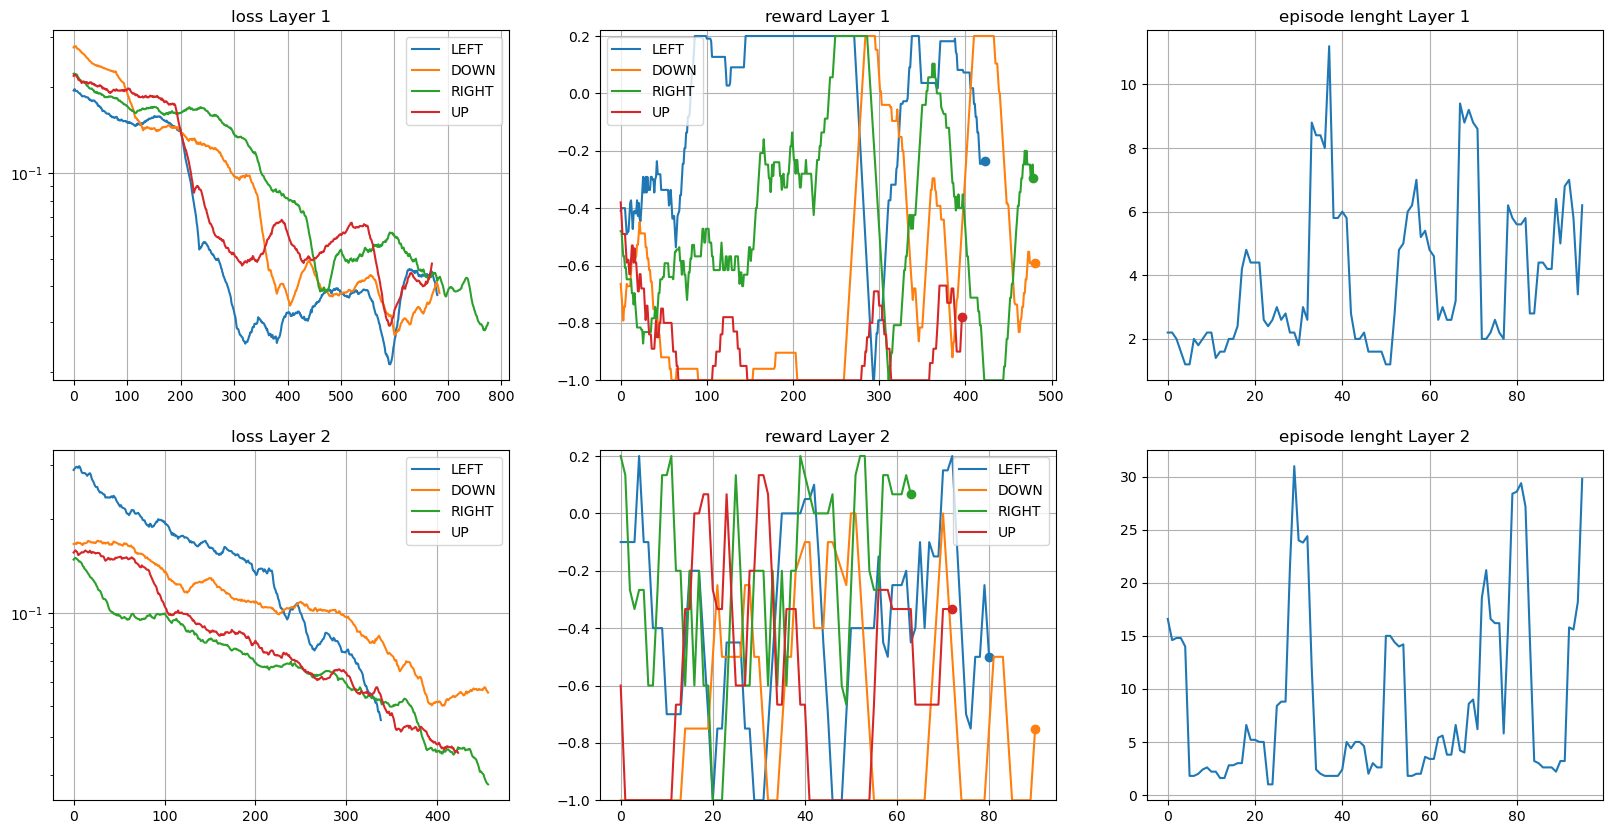 loss Layer 1
LEFT
DOWN
RIGHT
UP
10⁻¹
0 100 200 300 400 500 600 700 800
reward Layer 1
LEFT
DOWN
RIGHT
UP
0.2
0.0
−0.2
−0.4
−0.6
−0.8
−1.0
0 100 200 300 400 500
episode lenght Layer 1
10
8
6
4
2
0 20 40 60 80
loss Layer 2
LEFT
DOWN
RIGHT
UP
10⁻¹
0 100 200 300 400
reward Layer 2
LEFT
DOWN
RIGHT
UP
0.2
0.0
−0.2
−0.4
−0.6
−0.8
−1.0
0 20 40 60 80
episode lenght Layer 2
30
25
20
15
10
5
0
0 20 40 60 80